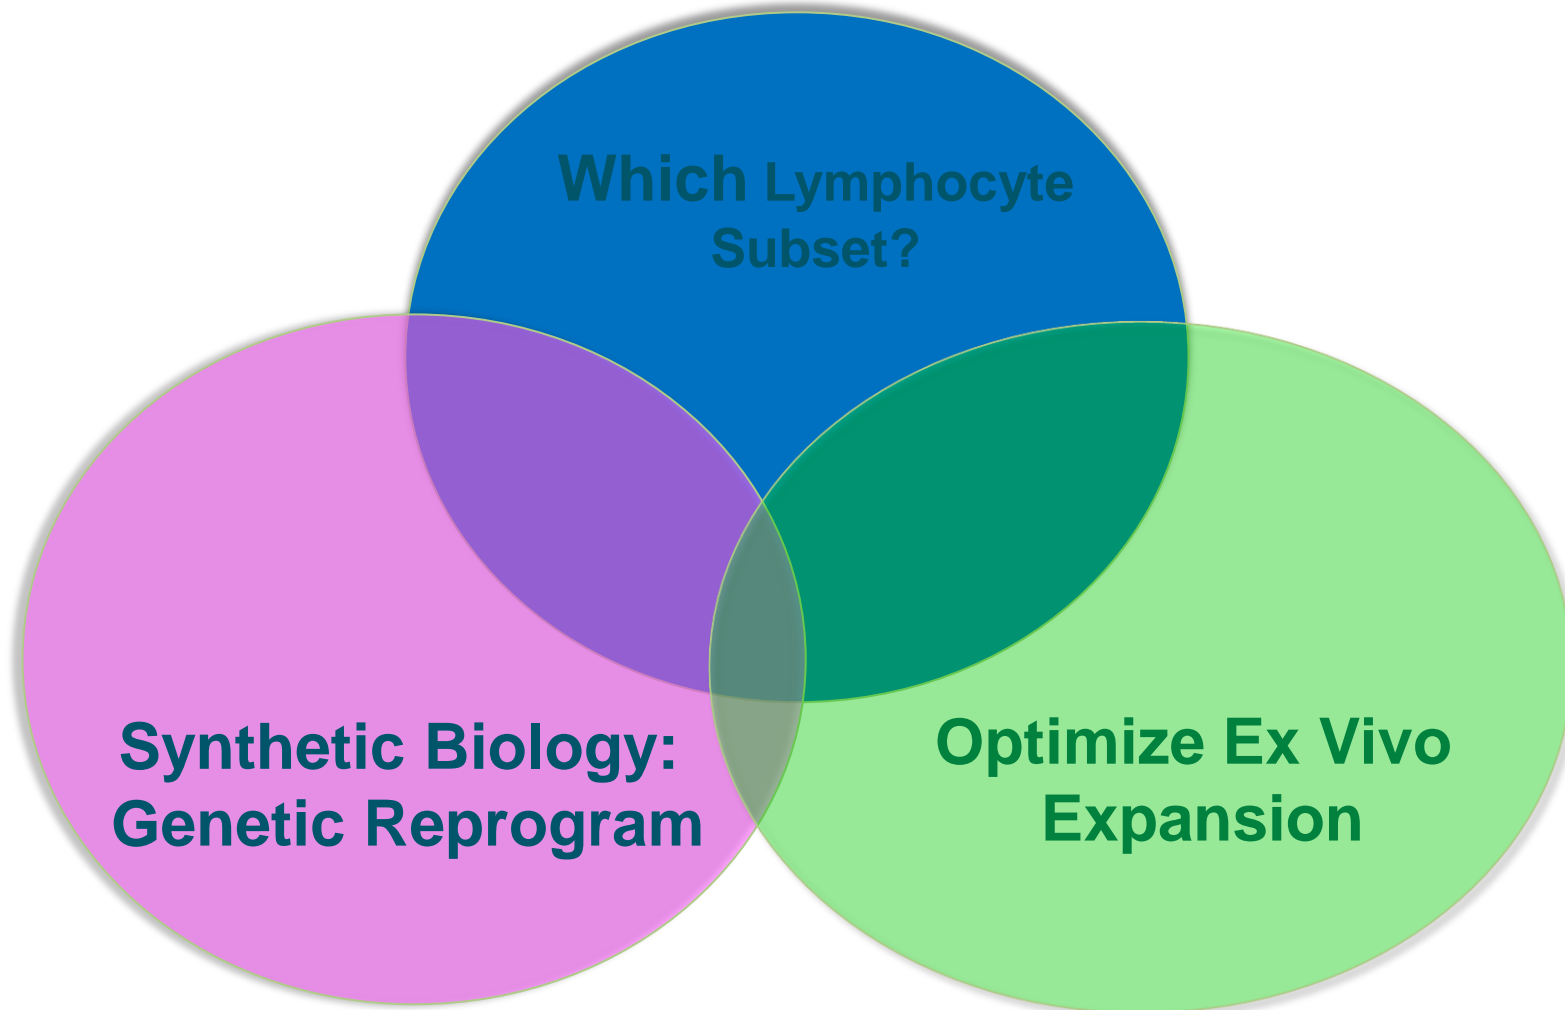 Which Lymphocyte
Subset?
Synthetic Biology:
Genetic Reprogram
Optimize Ex Vivo
Expansion